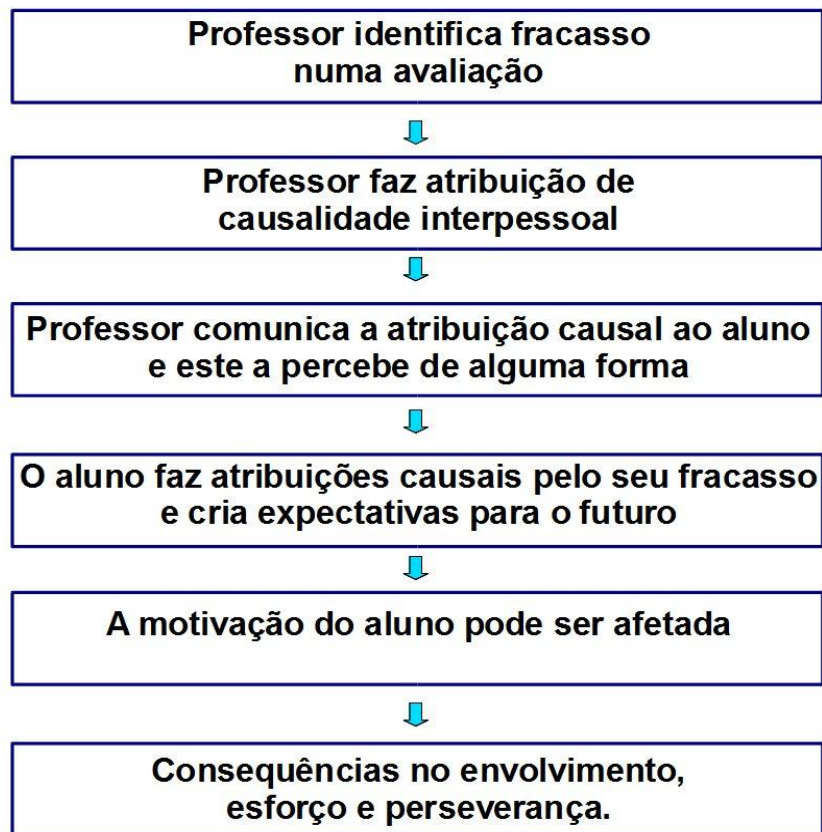 Professor identifica fracasso
numa avaliação
Professor faz atribuição de
causalidade interpessoal
Professor comunica a atribuição causal ao aluno
e este a percebe de alguma forma
O aluno faz atribuições causais pelo seu fracasso
e cria expectativas para o futuro
A motivação do aluno pode ser afetada
Consequências no envolvimento,
esforço e perseverança.